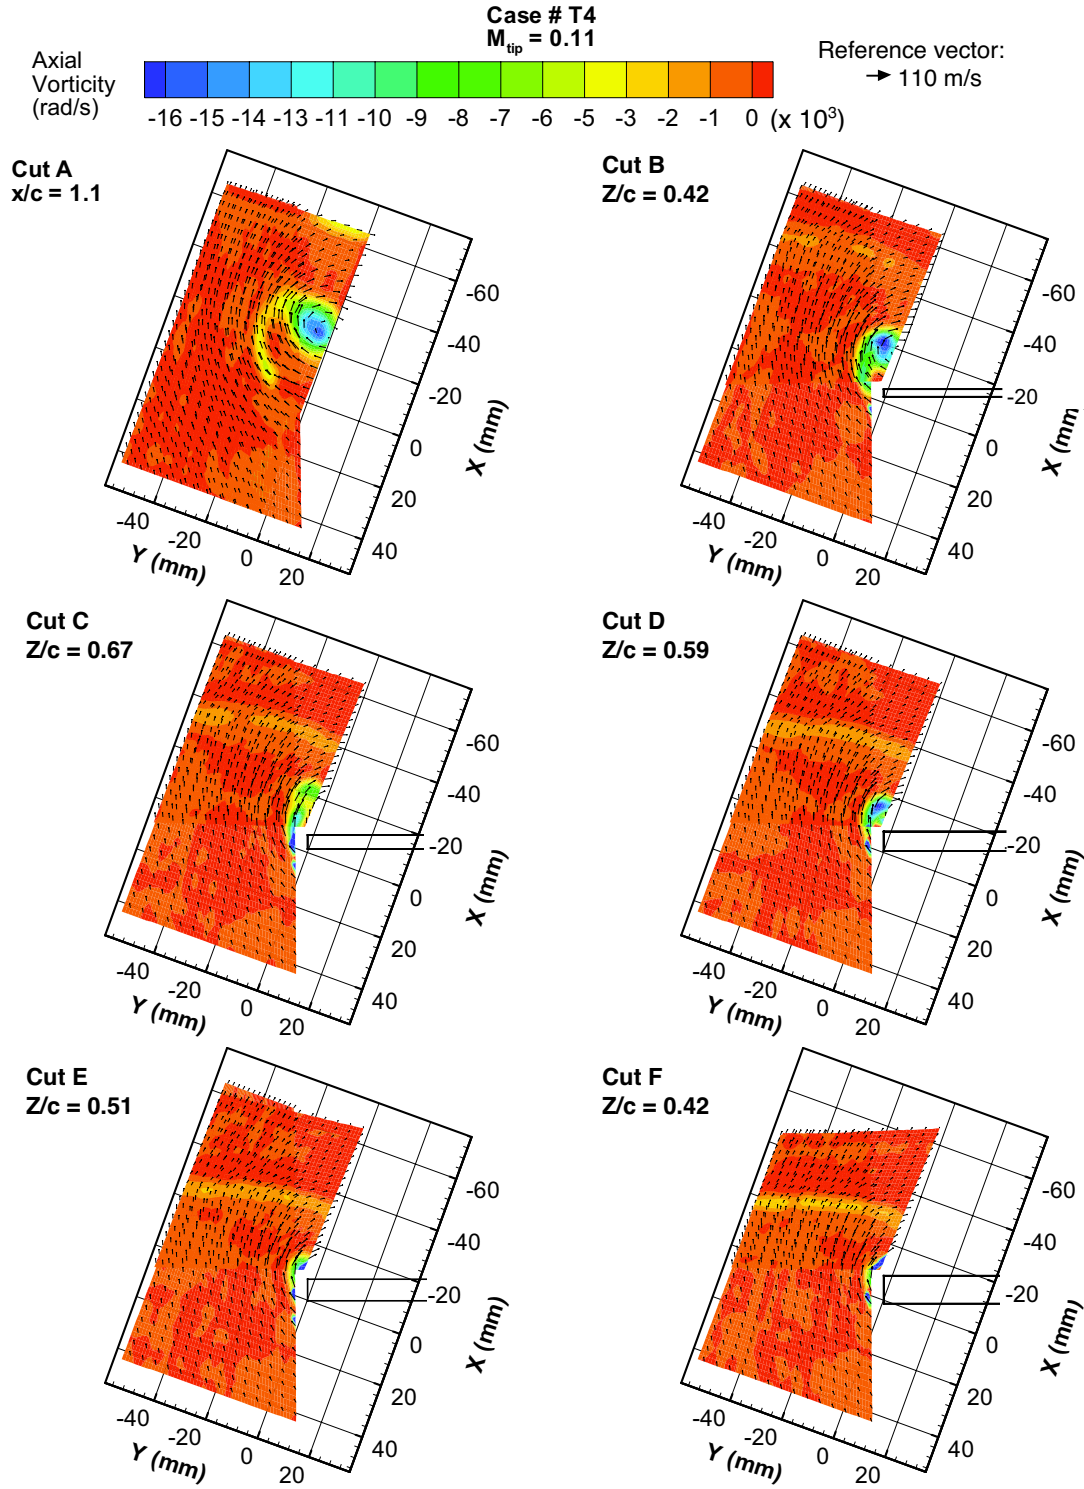 Case # T4
M_tip = 0.11
Axial
Vorticity
(rad/s)
-16 -15 -14 -13 -11 -10 -9 -8 -7 -6 -5 -3 -2 -1 0 (x 10³)
Reference vector:
110 m/s
Cut A
x/c = 1.1
-60
-40
-20
0
20
40
X (mm)
-40
-20
0
20
Y (mm)
Cut B
Z/c = 0.42
-60
-40
-20
0
20
40
X (mm)
-40
-20
0
20
Y (mm)
Cut C
Z/c = 0.67
-60
-40
-20
0
20
40
X (mm)
-40
-20
0
20
Y (mm)
Cut D
Z/c = 0.59
-60
-40
-20
0
20
40
X (mm)
-40
-20
0
20
Y (mm)
Cut E
Z/c = 0.51
-60
-40
-20
0
20
40
X (mm)
-40
-20
0
20
Y (mm)
Cut F
Z/c = 0.42
-60
-40
-20
0
20
40
X (mm)
-40
-20
0
20
Y (mm)